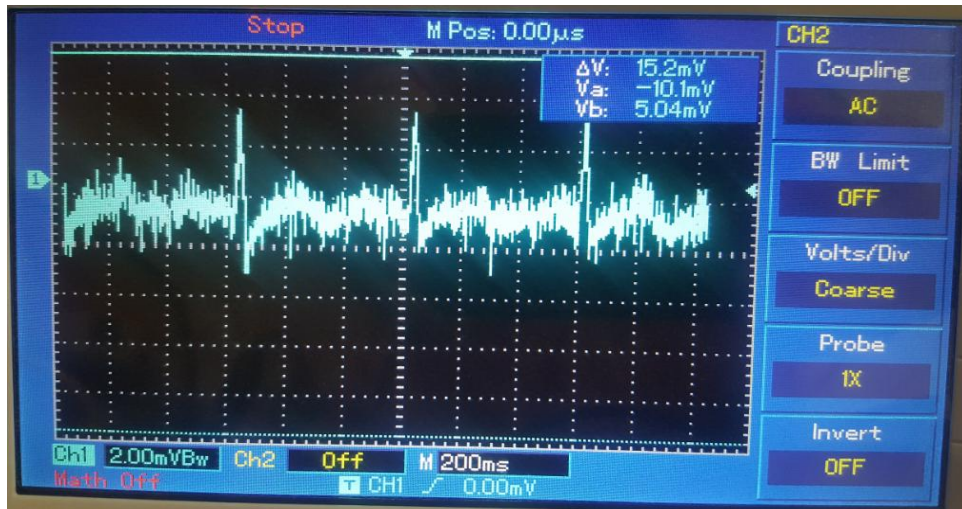 Stop M Pos: 0.00μs CH2
ΔV: 15.2mV
Va: -10.1mV
Vb: 5.04mV
1
Coupling
AC
BW Limit
OFF
Volts/Div
Coarse
Probe
1X
Invert
OFF
Ch1 2.00mVBw Ch2 Off M 200ms
Math Off T CH1 0.00mV